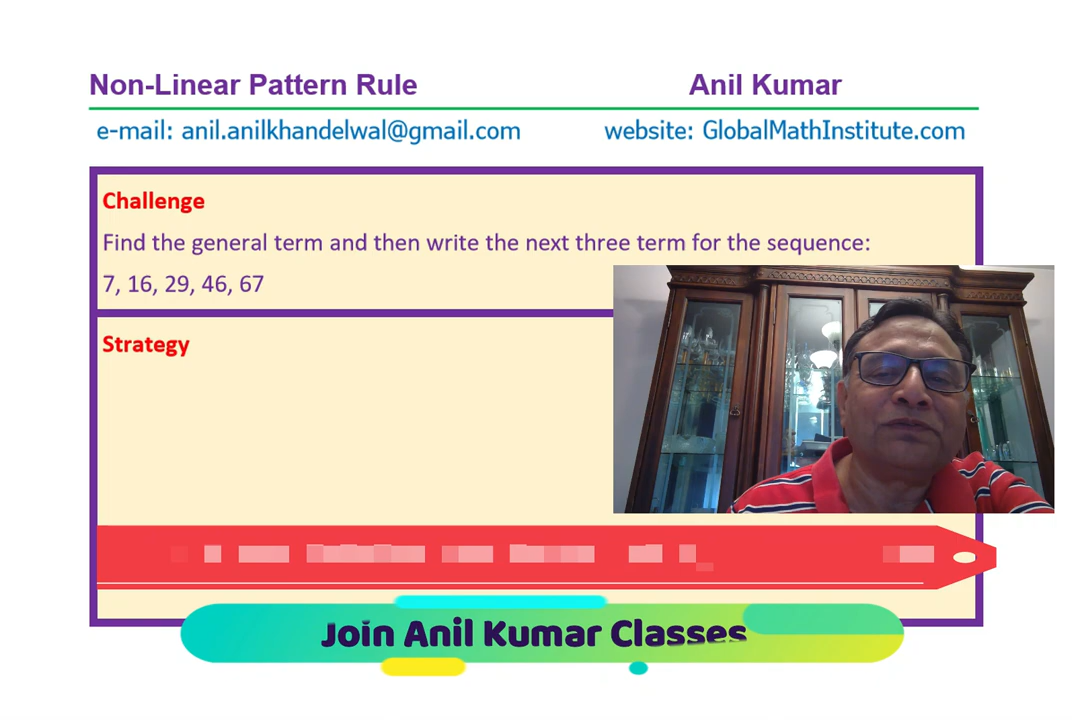 Non-Linear Pattern Rule Anil Kumar
e-mail: anil.anilkhandelwal@gmail.com website: GlobalMathInstitute.com
Challenge
Find the general term and then write the next three term for the sequence:
7, 16, 29, 46, 67
Strategy
Join Anil Kumar Classes